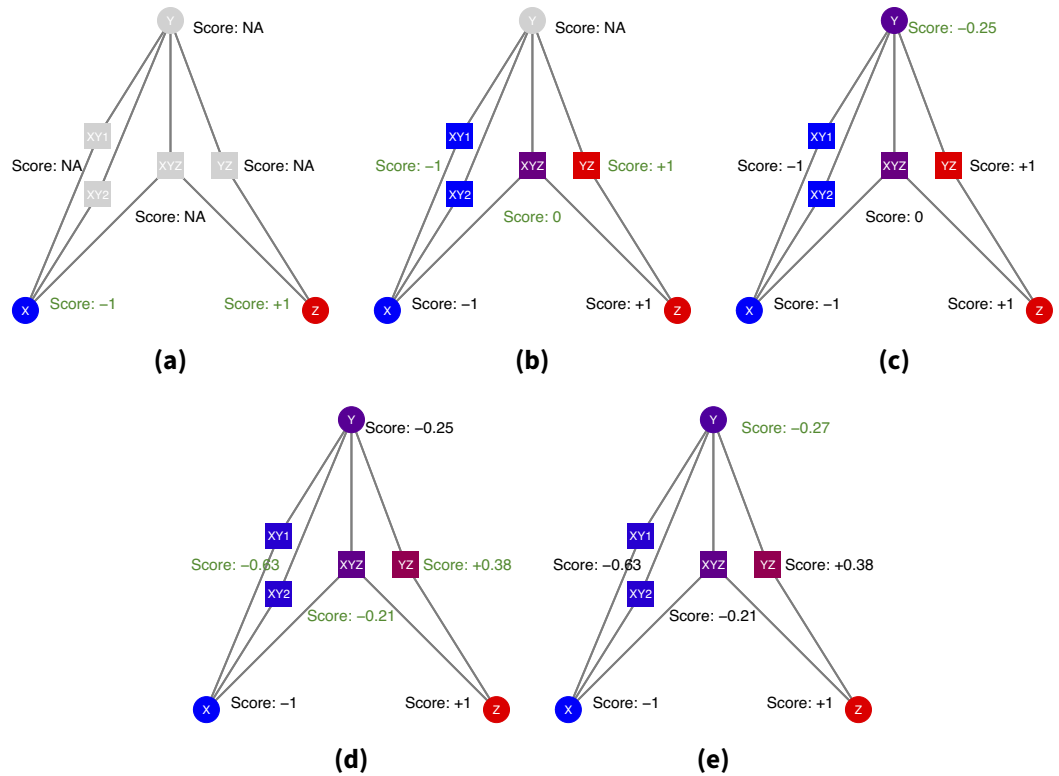 Y
Score: NA
XY1
Score: NA
XYZ
YZ
Score: NA
XY2
Score: NA
X
Score: −1
Score: +1
Z
(a)
Y
Score: NA
XY1
Score: −1
XYZ
YZ
Score: +1
XY2
Score: 0
X
Score: −1
Score: +1
Z
(b)
Y
Score: −0.25
XY1
Score: −1
XYZ
YZ
Score: +1
XY2
Score: 0
X
Score: −1
Score: +1
Z
(c)
Y
Score: −0.25
XY1
Score: −0.63
XYZ
YZ
Score: +0.38
XY2
Score: −0.21
X
Score: −1
Score: +1
Z
(d)
Y
Score: −0.27
XY1
Score: −0.63
XYZ
YZ
Score: +0.38
XY2
Score: −0.21
X
Score: −1
Score: +1
Z
(e)